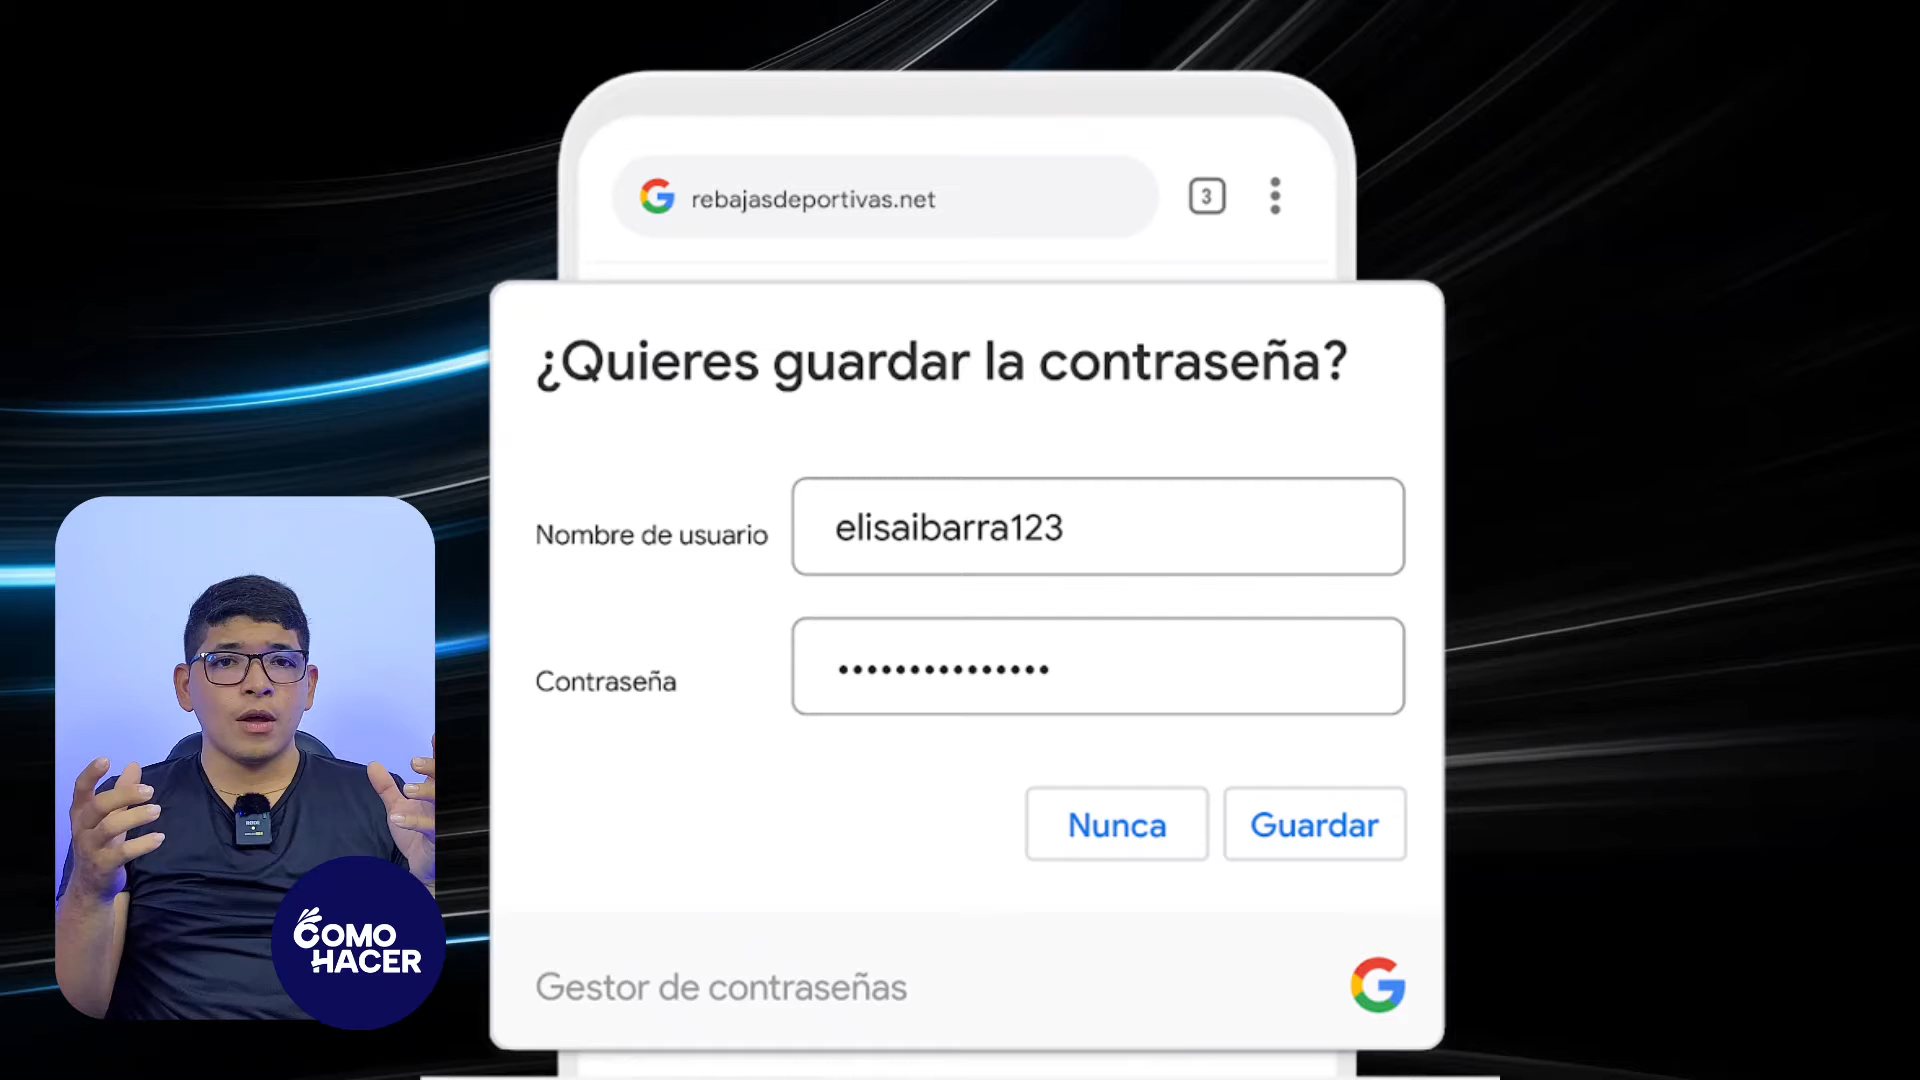 rebajasdeportivas.net
3
¿Quieres guardar la contraseña?
Nombre de usuario
elisaibarra123
Contraseña
•••••••••••••••
Nunca
Guardar
Gestor de contraseñas
COMO
HACER